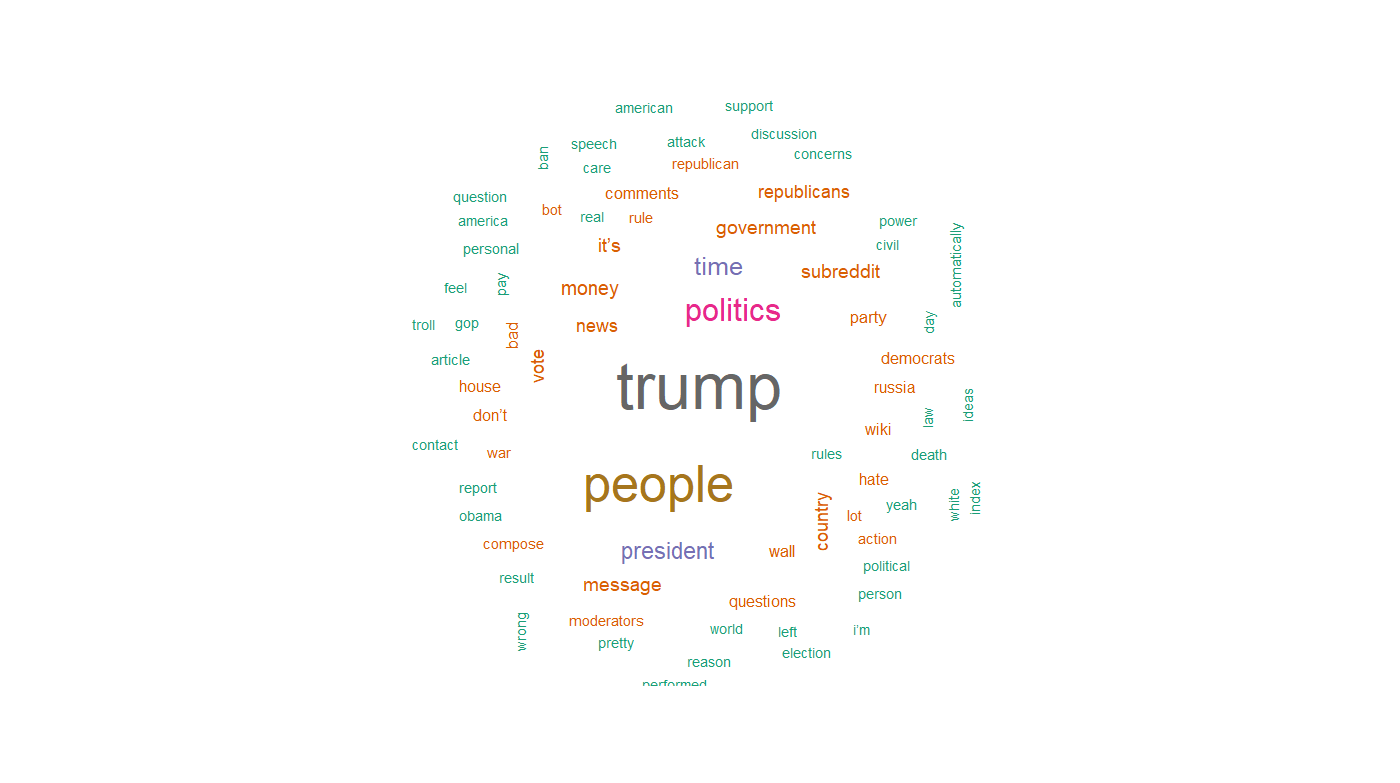 american
support
discussion
speech
attack
ban
concerns
republican
care
republicans
comments
question
bot
real
rule
america
power
government
civil
it’s
personal
automatically
time
subreddit
feel
pay
money
politics
party
day
troll
gop
news
bad
vote
article
democrats
house
trump
russia
ideas
don’t
law
wiki
contact
war
rules
death
people
hate
report
yeah
white
index
obama
lot
country
compose
president
wall
action
political
result
message
person
questions
moderators
wrong
world
left
i’m
pretty
election
reason
performed